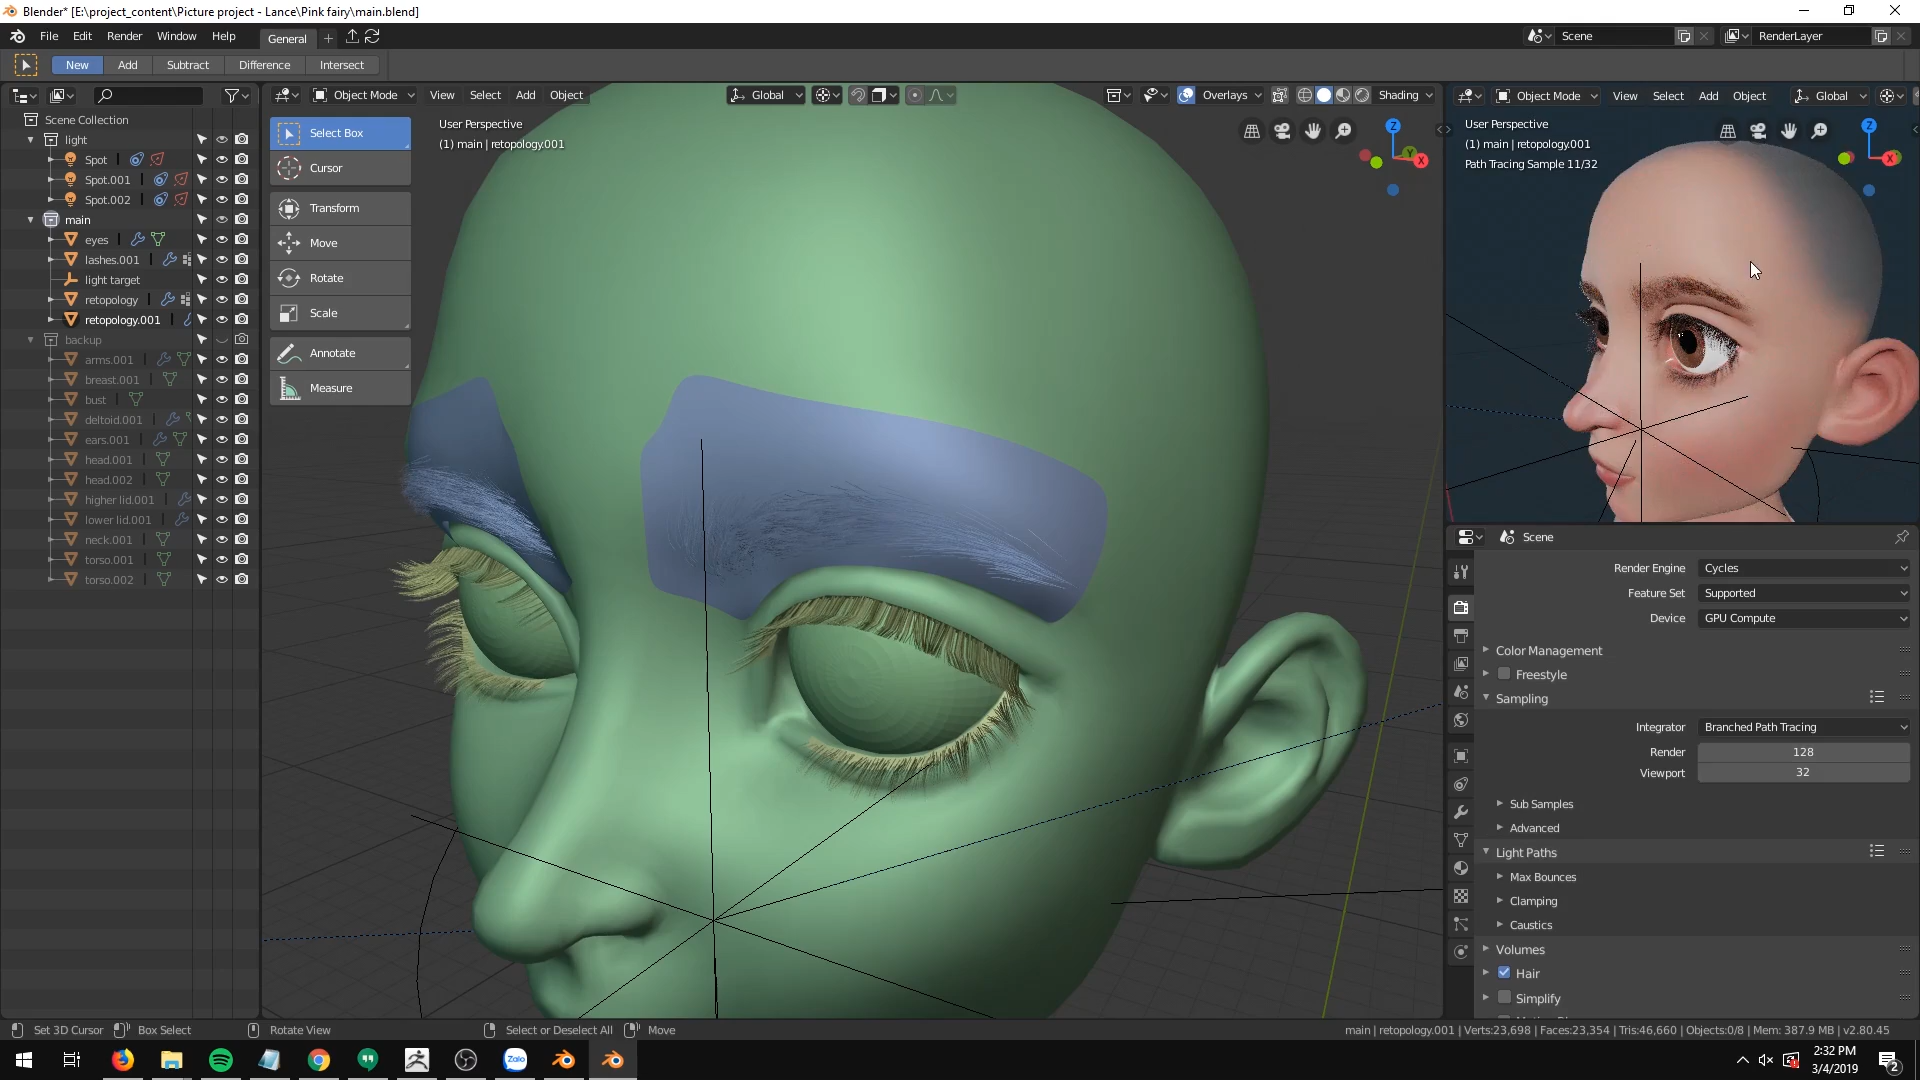 Blender* [E:\project_content\Picture project - Lance\Pink fairy\main.blend]
File Edit Render Window Help General Scene RenderLayer
New Add Subtract Difference Intersect
Object Mode View Select Add Object Global Overlays Shading
Object Mode View Select Add Object Global
Scene Collection
light
Spot
Spot.001
Spot.002
main
eyes
lashes.001
light target
retopology
retopology.001
backup
arms.001
breast.001
bust
deltoid.001
ears.001
head.001
head.002
higher lid.001
lower lid.001
neck.001
torso.001
torso.002
Select Box
Cursor
Transform
Move
Rotate
Scale
Annotate
Measure
User Perspective
(1) main | retopology.001
Z
Y
X
User Perspective
(1) main | retopology.001
Path Tracing Sample 11/32
Z
X
Scene
Render Engine Cycles
Feature Set Supported
Device GPU Compute
Color Management
Freestyle
Sampling
Integrator Branched Path Tracing
Render 128
Viewport 32
Sub Samples
Advanced
Light Paths
Max Bounces
Clamping
Caustics
Volumes
Hair
Simplify
Set 3D Cursor Box Select Rotate View Select or Deselect All Move main | retopology.001 | Verts:23,698 | Faces:23,354 | Tris:46,660 | Objects:0/8 | Mem: 387.9 MB | v2.80.45
Zalo
2:32 PM
3/4/2019
2